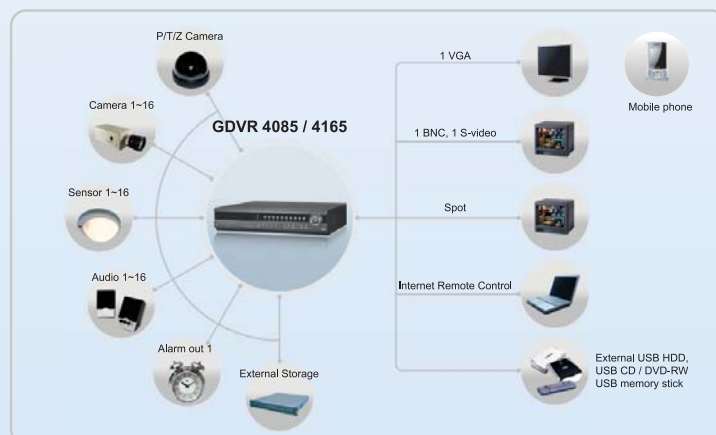 P/T/Z Camera
Camera 1~16
GDVR 4085 / 4165
Sensor 1~16
Audio 1~16
Alarm out 1
External Storage
1 VGA
Mobile phone
1 BNC, 1 S-video
Spot
Internet Remote Control
External USB HDD,
USB CD / DVD-RW
USB memory stick